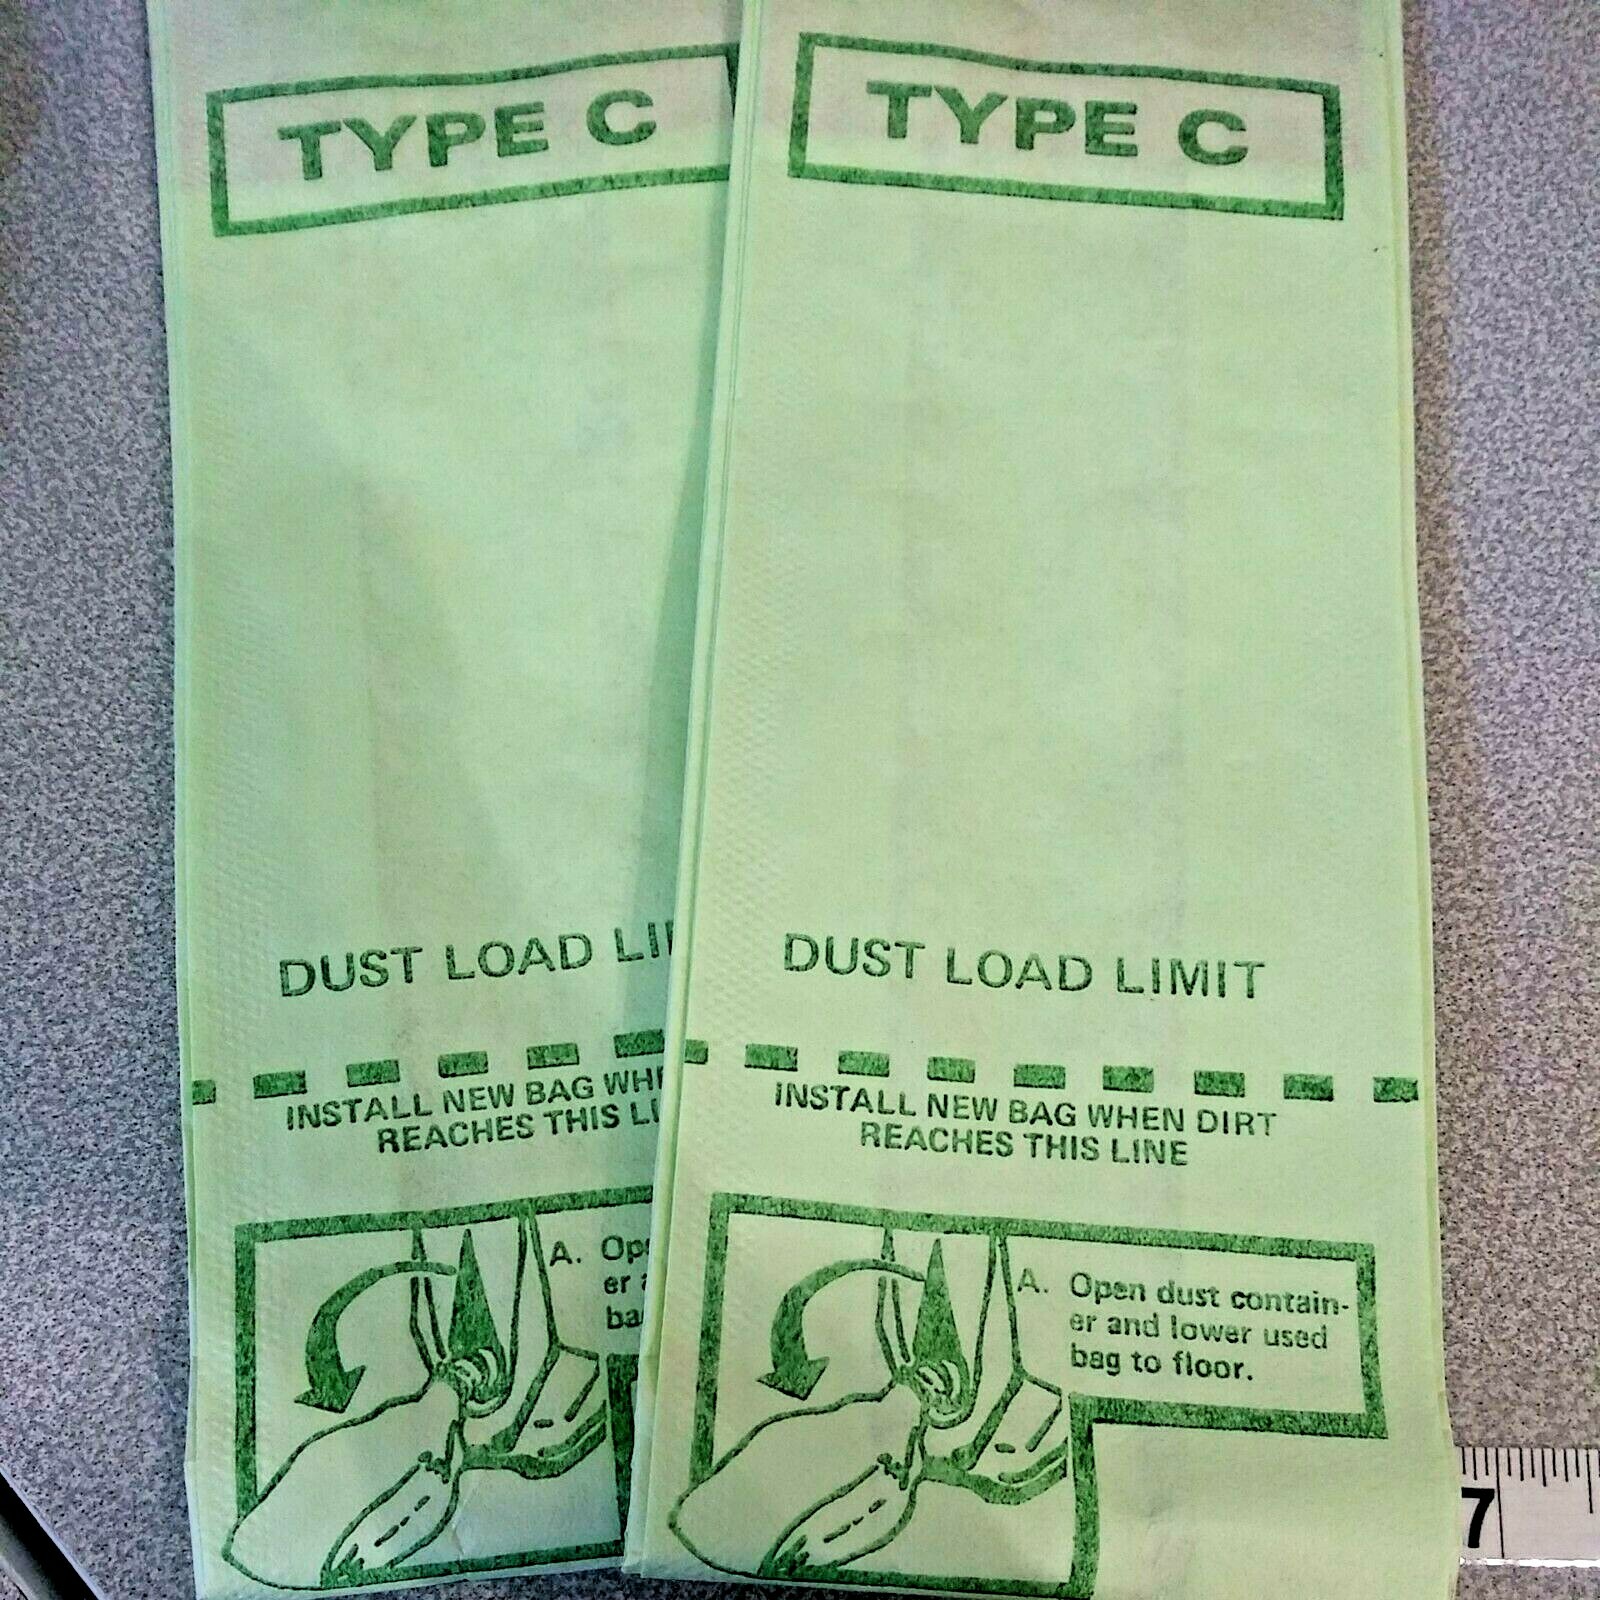 TYPE C
DUST LOAD
INSTALL NEW BAG
REACHES THIS
A.
er
TYPE C
DUST LOAD LIMIT
INSTALL NEW BAG WHEN DIRT
REACHES THIS LINE
A. Open dust contain-
er and lower used
bag to floor.
7